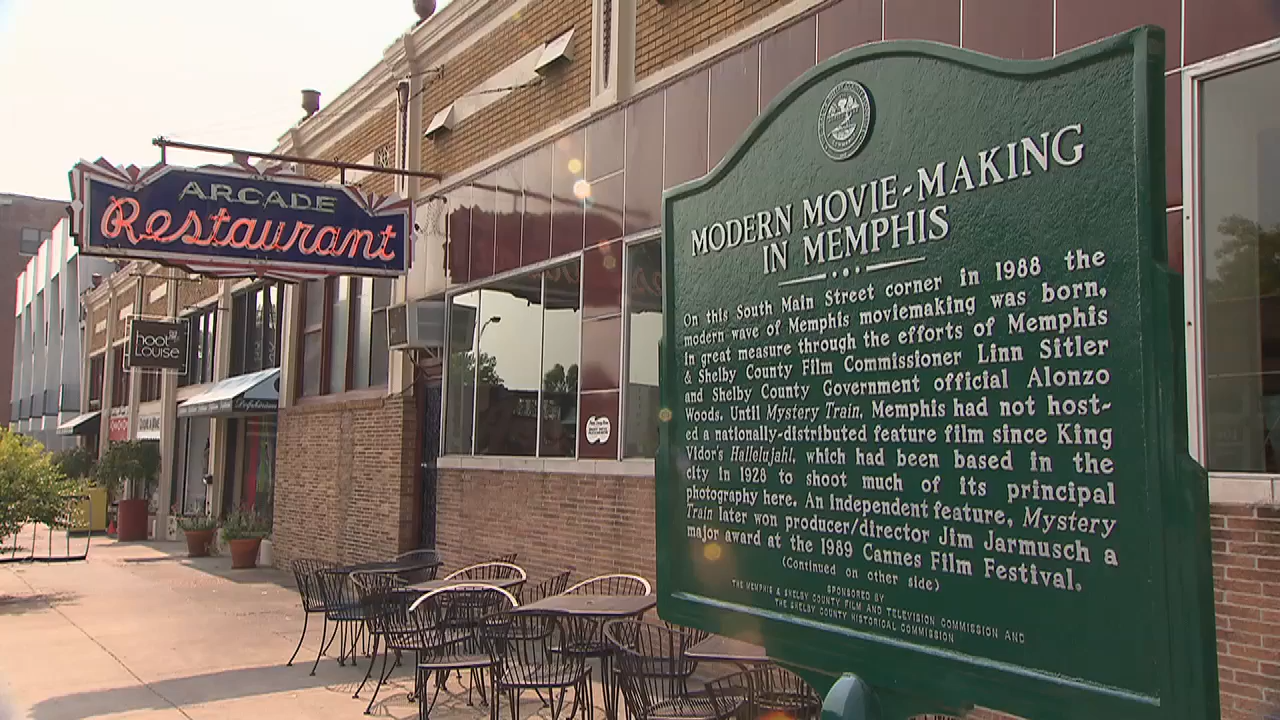 ARCADE
Restaurant
hoot
Louise
MODERN MOVIE-MAKING
IN MEMPHIS
On this South Main Street corner in 1988 the
modern wave of Memphis moviemaking was born,
in great measure through the efforts of Memphis
& Shelby County Film Commissioner Linn Sitler
and Shelby County Government official Alonzo
Woods. Until Mystery Train, Memphis had not host-
ed a nationally-distributed feature film since King
Vidor's Hallelujah!, which had been based in the
city in 1928 to shoot much of its principal
photography here. An independent feature, Mystery
Train later won producer/director Jim Jarmusch a
major award at the 1989 Cannes Film Festival.
(Continued on other side)
SPONSORED BY
THE MEMPHIS & SHELBY COUNTY FILM AND TELEVISION COMMISSION AND
THE SHELBY COUNTY HISTORICAL COMMISSION